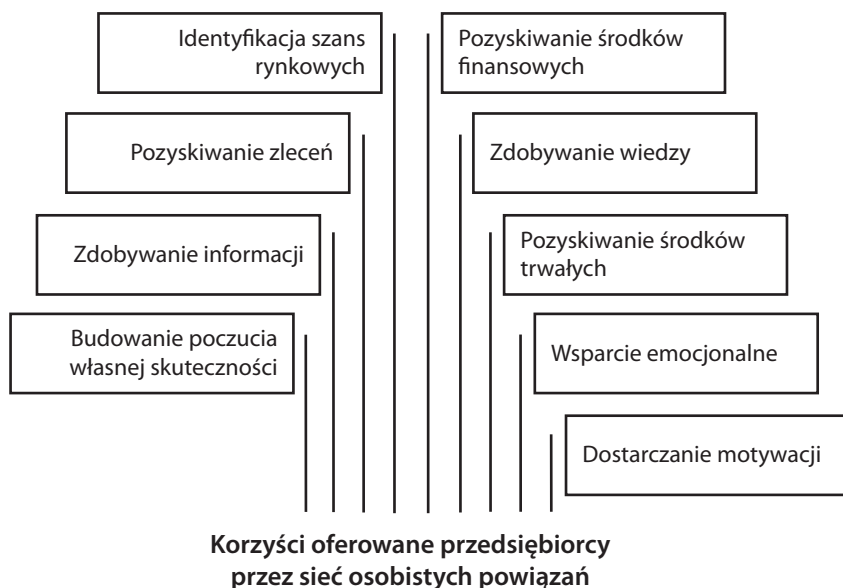 Identyfikacja szans
rynkowych
Pozyskiwanie środków
finansowych
Pozyskiwanie zleceń
Zdobywanie wiedzy
Zdobywanie informacji
Pozyskiwanie środków
trwałych
Budowanie poczucia
własnej skuteczności
Wsparcie emocjonalne
Dostarczanie motywacji
Korzyści oferowane przedsiębiorcy
przez sieć osobistych powiązań